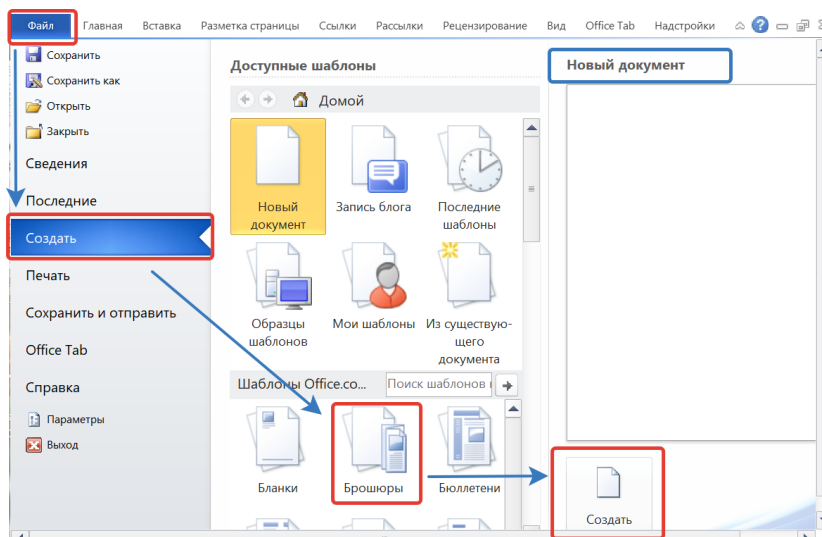 Файл Главная Вставка Разметка страницы Ссылки Рассылки Рецензирование Вид Office Tab Надстройки
Сохранить
Сохранить как
Открыть
Закрыть
Сведения
Последние
Создать
Печать
Сохранить и отправить
Office Tab
Справка
Параметры
Выход
Доступные шаблоны
Домой
Новый
документ
Запись блога
Последние
шаблоны
Образцы
шаблонов
Мои шаблоны
Из существую-
щего
документа
Шаблоны Office.co... Поиск шаблонов
Бланки
Брошюры
Бюллетени
Новый документ
Создать